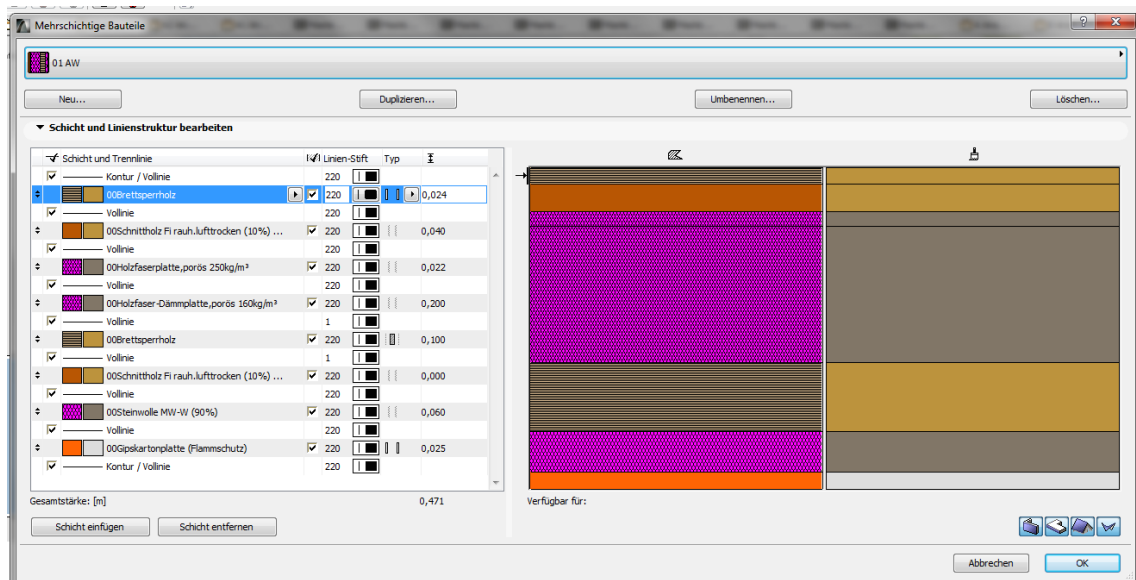 Mehrschichtige Bauteile
01 AW
Neu... Duplizieren... Umbenennen... Löschen...
Schicht und Linienstruktur bearbeiten
Schicht und Trennlinie Linien-Stift Typ
Kontur / Vollinie 220
00Brettsperrholz 220 0,024
Vollinie 220
00Schnittholz Fi rauh.lufttrocken (10%) ... 220 0,040
Vollinie 220
00Holzfaserplatte,porös 250kg/m³ 220 0,022
Vollinie 220
00Holzfaser-Dämmplatte,porös 160kg/m³ 220 0,200
Vollinie 1
00Brettsperrholz 220 0,100
Vollinie 1
00Schnittholz Fi rauh.lufttrocken (10%) ... 220 0,000
Vollinie 220
00Steinwolle MW-W (90%) 220 0,060
Vollinie 220
00Gipskartonplatte (Flammschutz) 220 0,025
Kontur / Vollinie 220
Gesamtstärke: [m] 0,471 Verfügbar für:
Schicht einfügen Schicht entfernen
Abbrechen OK